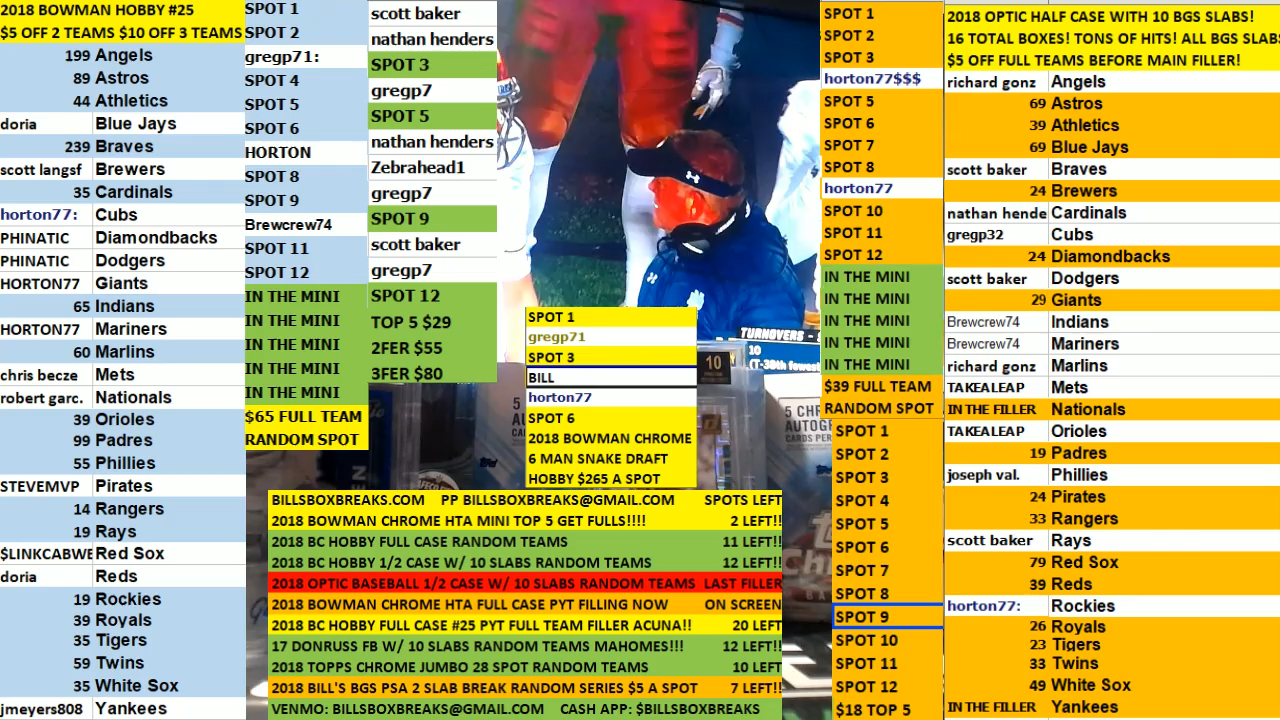 2018 BOWMAN HOBBY #25
$5 OFF 2 TEAMS $10 OFF 3 TEAMS
199 Angels
89 Astros
44 Athletics
doria Blue Jays
239 Braves
scott langsf Brewers
35 Cardinals
horton77: Cubs
PHINATIC Diamondbacks
PHINATIC Dodgers
HORTON77 Giants
65 Indians
HORTON77 Mariners
60 Marlins
chris becze Mets
robert garc. Nationals
39 Orioles
99 Padres
55 Phillies
STEVEMVP Pirates
14 Rangers
19 Rays
$LINKCABWE Red Sox
doria Reds
19 Rockies
39 Royals
35 Tigers
59 Twins
35 White Sox
jmeyers808 Yankees
SPOT 1
SPOT 2
gregp71:
SPOT 4
SPOT 5
SPOT 6
HORTON
SPOT 8
SPOT 9
Brewcrew74
SPOT 11
SPOT 12
IN THE MINI
IN THE MINI
IN THE MINI
IN THE MINI
IN THE MINI
$65 FULL TEAM
RANDOM SPOT
scott baker
nathan henders
SPOT 3
gregp7
SPOT 5
nathan henders
Zebrahead1
gregp7
SPOT 9
scott baker
gregp7
SPOT 12
TOP 5 $29
2FER $55
3FER $80
TURNOVERS -
10
10
5 CHR
SPOT 1
gregp71
SPOT 3
BILL
horton77
SPOT 6
2018 BOWMAN CHROME
6 MAN SNAKE DRAFT
HOBBY $265 A SPOT
BILLSBOXBREAKS.COM PP BILLSBOXBREAKS@GMAIL.COM SPOTS LEFT
2018 BOWMAN CHROME HTA MINI TOP 5 GET FULLS!!!! 2 LEFT!!
2018 BC HOBBY FULL CASE RANDOM TEAMS 11 LEFT!!
2018 BC HOBBY 1/2 CASE W/ 10 SLABS RANDOM TEAMS 12 LEFT!!
2018 OPTIC BASEBALL 1/2 CASE W/ 10 SLABS RANDOM TEAMS LAST FILLER
2018 BOWMAN CHROME HTA FULL CASE PYT FILLING NOW ON SCREEN
2018 BC HOBBY FULL CASE #25 PYT FULL TEAM FILLER ACUNA!! 20 LEFT
17 DONRUSS FB W/ 10 SLABS RANDOM TEAMS MAHOMES!!! 12 LEFT!!
2018 TOPPS CHROME JUMBO 28 SPOT RANDOM TEAMS 10 LEFT
2018 BILL'S BGS PSA 2 SLAB BREAK RANDOM SERIES $5 A SPOT 7 LEFT!!
VENMO: BILLSBOXBREAKS@GMAIL.COM CASH APP: $BILLSBOXBREAKS
SPOT 1
SPOT 2
SPOT 3
horton77$$$
SPOT 5
SPOT 6
SPOT 7
SPOT 8
horton77
SPOT 10
SPOT 11
SPOT 12
IN THE MINI
IN THE MINI
IN THE MINI
IN THE MINI
IN THE MINI
$39 FULL TEAM
RANDOM SPOT
SPOT 1
SPOT 2
SPOT 3
SPOT 4
SPOT 5
SPOT 6
SPOT 7
SPOT 8
SPOT 9
SPOT 10
SPOT 11
SPOT 12
$18 TOP 5
2018 OPTIC HALF CASE WITH 10 BGS SLABS!
16 TOTAL BOXES! TONS OF HITS! ALL BGS SLABS
$5 OFF FULL TEAMS BEFORE MAIN FILLER!
richard gonz Angels
69 Astros
39 Athletics
69 Blue Jays
scott baker Braves
24 Brewers
nathan hende Cardinals
gregp32 Cubs
24 Diamondbacks
scott baker Dodgers
29 Giants
Brewcrew74 Indians
Brewcrew74 Mariners
richard gonz Marlins
TAKEALEAP Mets
IN THE FILLER Nationals
TAKEALEAP Orioles
19 Padres
joseph val. Phillies
24 Pirates
33 Rangers
scott baker Rays
79 Red Sox
39 Reds
horton77: Rockies
26 Royals
23 Tigers
33 Twins
49 White Sox
IN THE FILLER Yankees